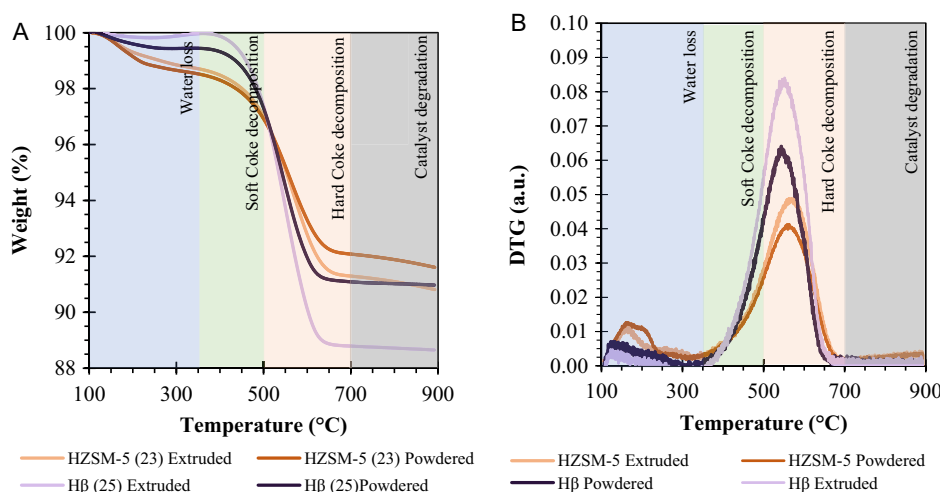 A
Weight (%)
100
98
96
94
92
90
88
Water loss
Soft Coke decomposition
Hard Coke decomposition
Catalyst degradation
100 300 500 700 900
Temperature (°C)
HZSM-5 (23) Extruded
HZSM-5 (23) Powdered
Hβ (25) Extruded
Hβ (25)Powdered
B
DTG (a.u.)
0.10
0.09
0.08
0.07
0.06
0.05
0.04
0.03
0.02
0.01
0.00
Water loss
Soft Coke decomposition
Hard Coke decomposition
Catalyst degradation
100 300 500 700 900
Temperature (°C)
HZSM-5 Extruded
HZSM-5 Powdered
Hβ Powdered
Hβ Extruded